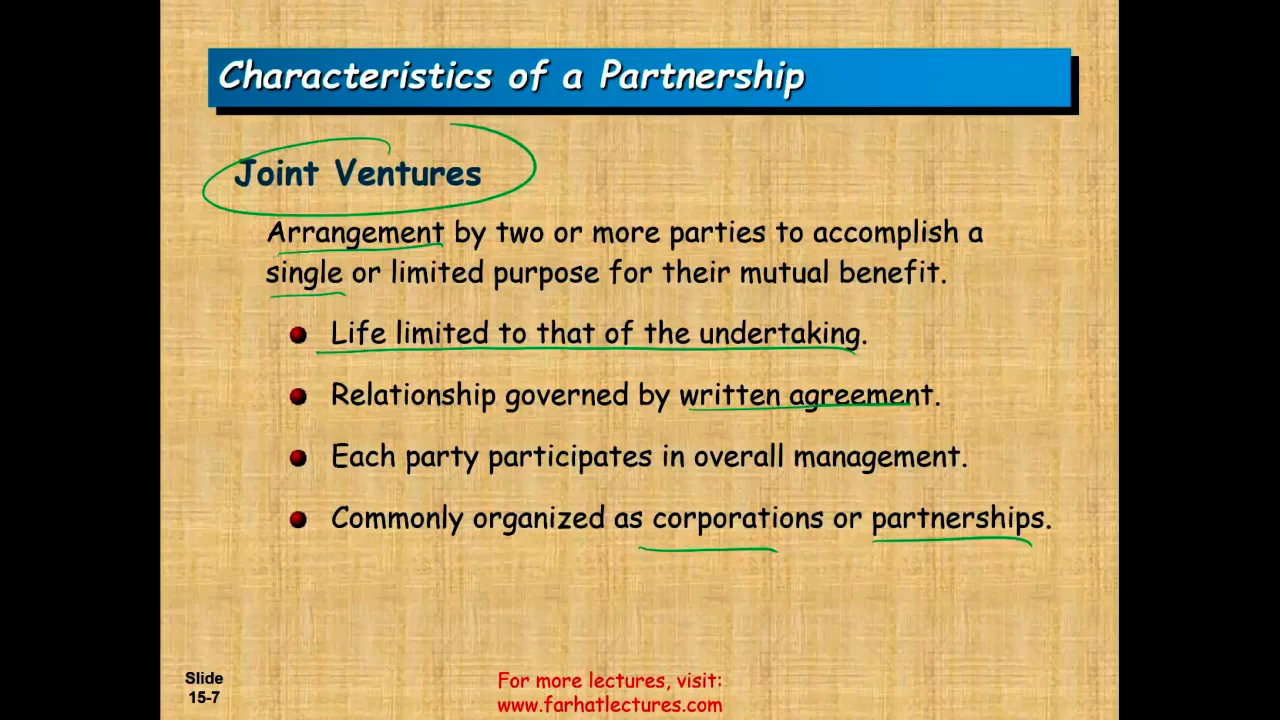 Characteristics of a Partnership
Joint Ventures
Arrangement by two or more parties to accomplish a
single or limited purpose for their mutual benefit.
Life limited to that of the undertaking.
Relationship governed by written agreement.
Each party participates in overall management.
Commonly organized as corporations or partnerships.
Slide
15-7
For more lectures, visit:
www.farhatlectures.com